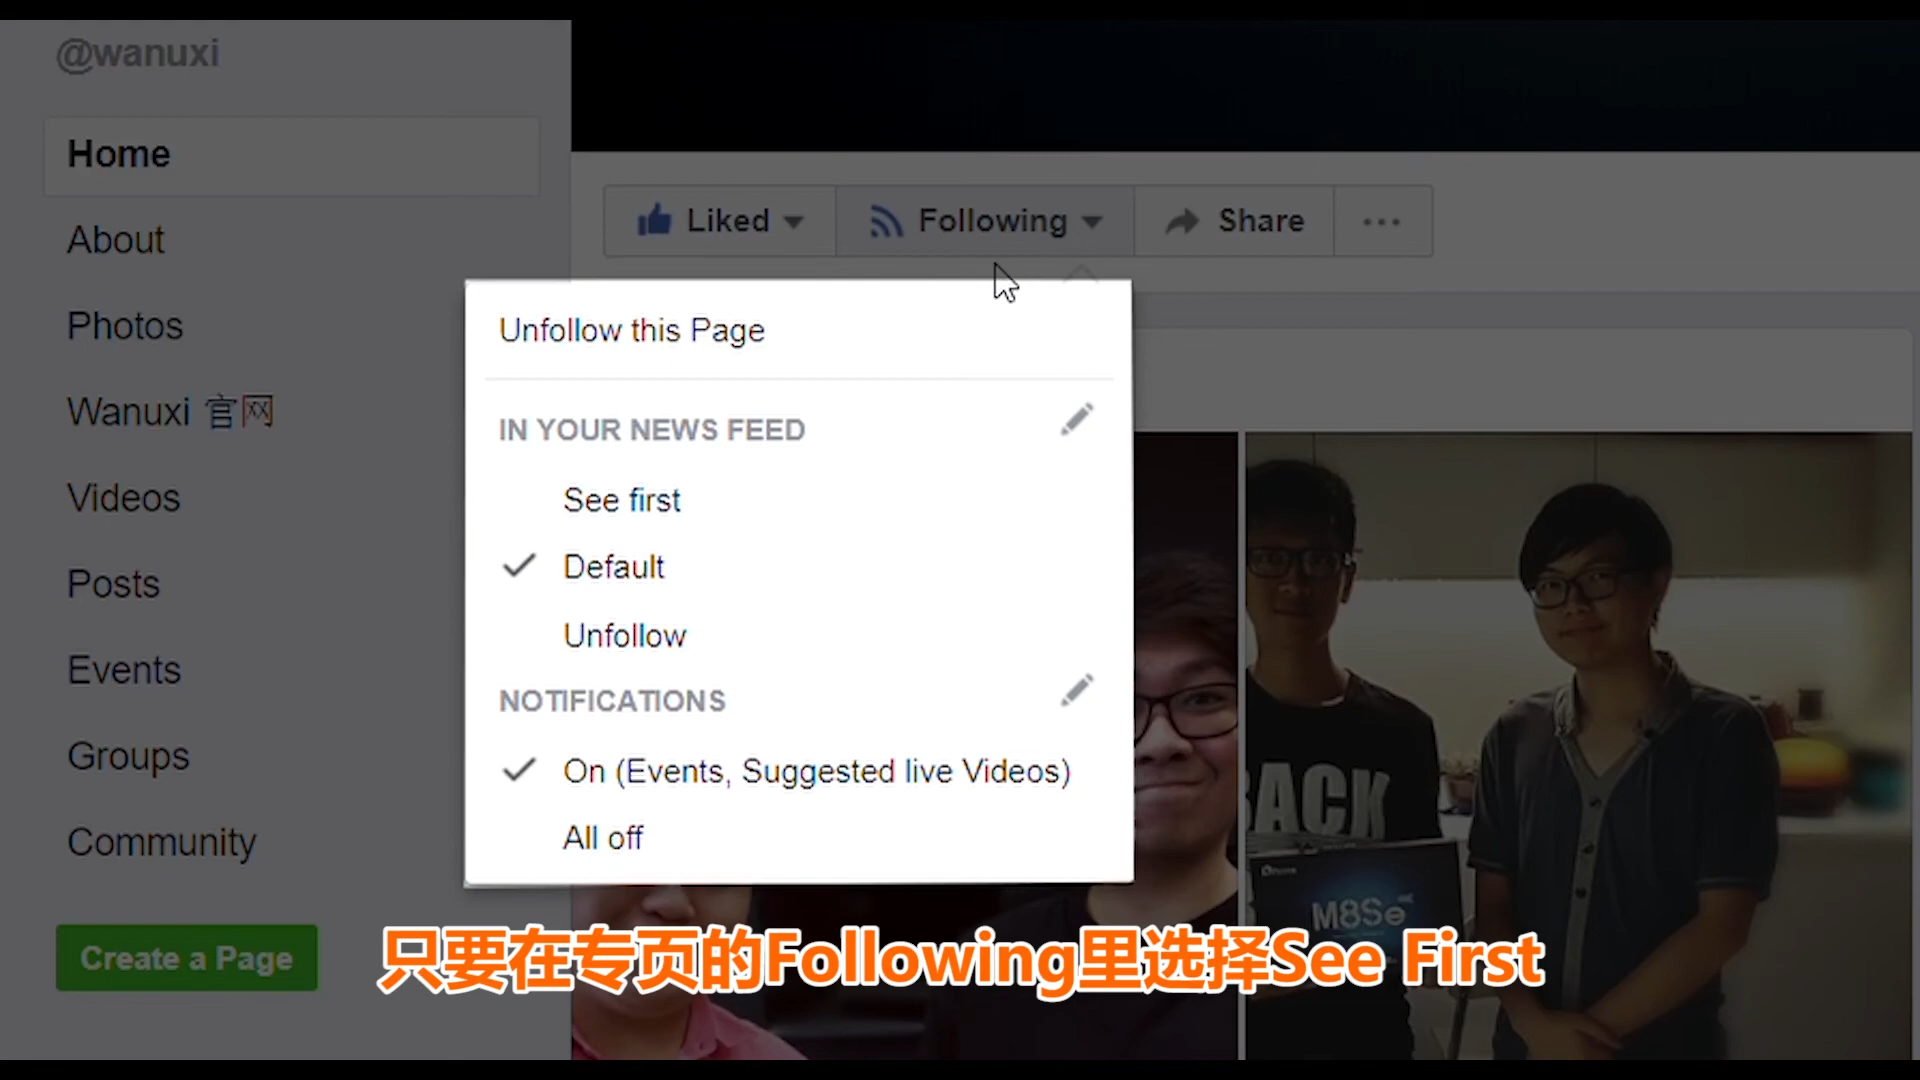 @wanuxi
Home
About
Photos
Wanuxi 官网
Videos
Posts
Events
Groups
Community
Create a Page
Liked
Following
Share
Unfollow this Page
IN YOUR NEWS FEED
See first
Default
Unfollow
NOTIFICATIONS
On (Events, Suggested live Videos)
All off
BACK
M8Se
只要在专页的Following里选择See First